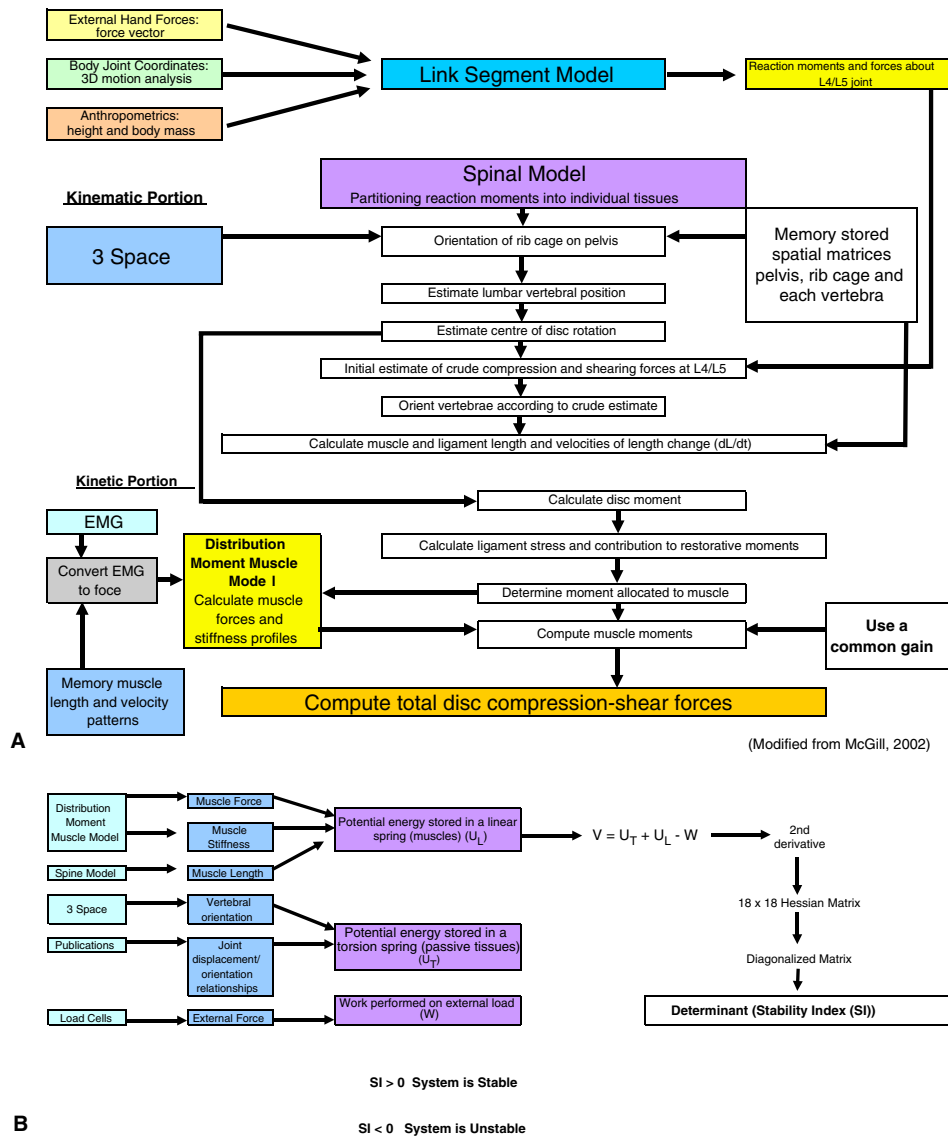 External Hand Forces:
force vector
Body Joint Coordinates:
3D motion analysis
Anthropometrics:
height and body mass
Link Segment Model
Reaction moments and forces about
L4/L5 joint
Kinematic Portion
3 Space
Spinal Model
Partitioning reaction moments into individual tissues
Orientation of rib cage on pelvis
Memory stored
spatial matrices
pelvis, rib cage and
each vertebra
Estimate lumbar vertebral position
Estimate centre of disc rotation
Initial estimate of crude compression and shearing forces at L4/L5
Orient vertebrae according to crude estimate
Calculate muscle and ligament length and velocities of length change (dL/dt)
Kinetic Portion
EMG
Convert EMG
to foce
Memory muscle
length and velocity
patterns
Distribution
Moment Muscle
Mode l
Calculate muscle
forces and
stiffness profiles
Calculate disc moment
Calculate ligament stress and contribution to restorative moments
Determine moment allocated to muscle
Compute muscle moments
Use a
common gain
Compute total disc compression-shear forces
A
(Modified from McGill, 2002)
Distribution
Moment
Muscle Model
Spine Model
3 Space
Publications
Load Cells
Muscle Force
Muscle
Stiffness
Muscle Length
Vertebral
orientation
Joint
displacement/
orientation
relationships
External Force
Potential energy stored in a linear
spring (muscles) (U_L)
Potential energy stored in a
torsion spring (passive tissues)
(U_T)
Work performed on external load
(W)
V = U_T + U_L - W
2nd
derivative
18 x 18 Hessian Matrix
Diagonalized Matrix
Determinant (Stability Index (SI))
SI > 0 System is Stable
B
SI < 0 System is Unstable